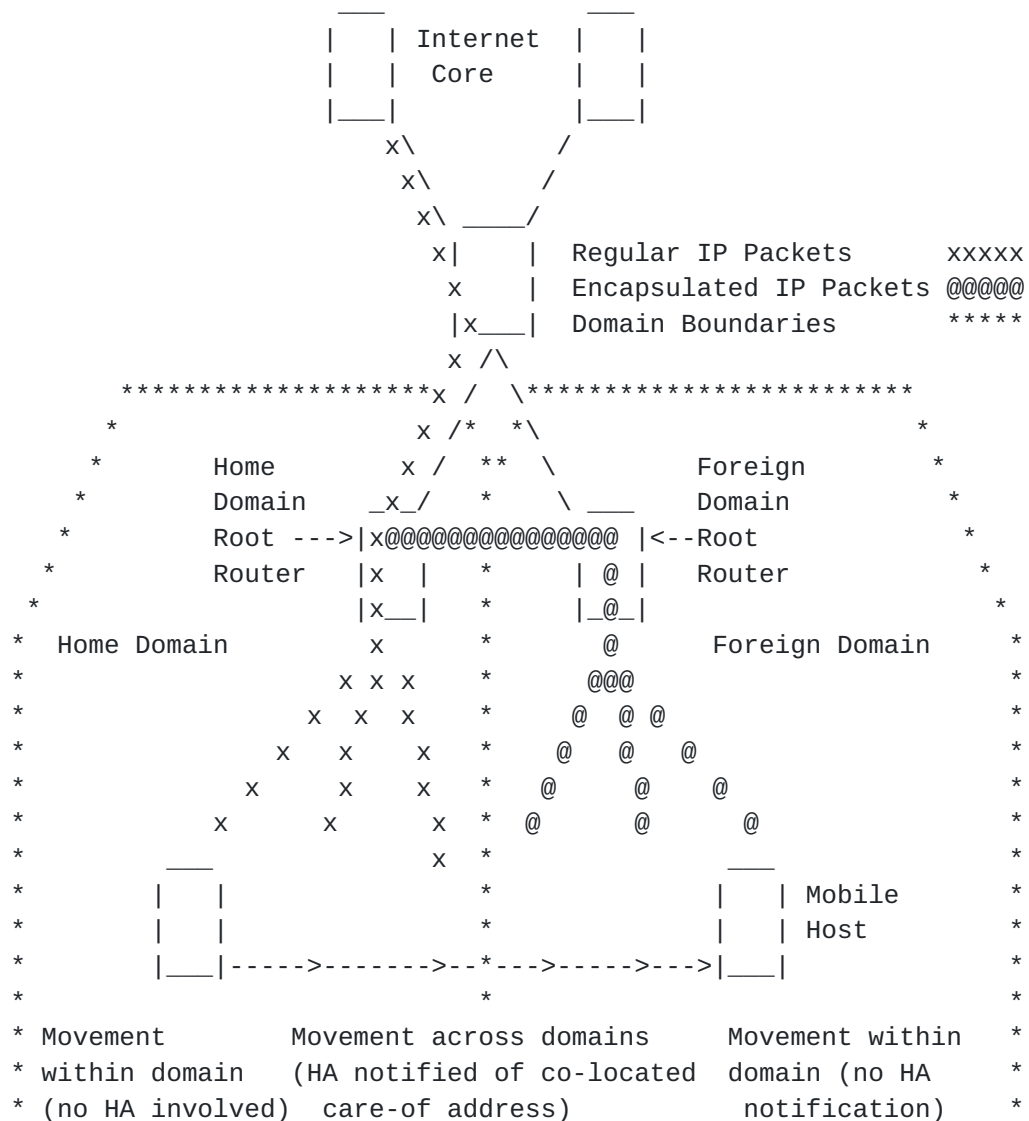 Internet
Core
Regular IP Packets xxxxx
Encapsulated IP Packets @@@@@
Domain Boundaries *****
Home Foreign
Domain Domain
Root --->|x@@@@@@@@@@@@@@@ |<--Root
Router Router
Home Domain Foreign Domain
Mobile
Host
Movement Movement across domains Movement within
within domain (HA notified of co-located domain (no HA
(no HA involved) care-of address) notification)